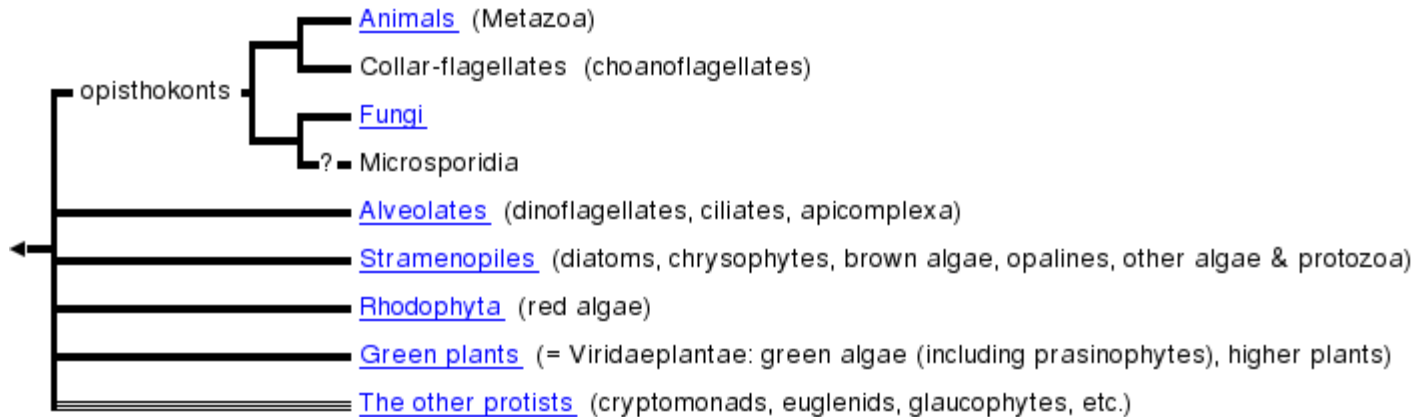 Animals (Metazoa)
Collar-flagellates (choanoflagellates)
opisthokonts
Fungi
? Microsporidia
Alveolates (dinoflagellates, ciliates, apicomplexa)
Stramenopiles (diatoms, chrysophytes, brown algae, opalines, other algae & protozoa)
Rhodophyta (red algae)
Green plants (= Viridaeplantae: green algae (including prasinophytes), higher plants)
The other protists (cryptomonads, euglenids, glaucophytes, etc.)